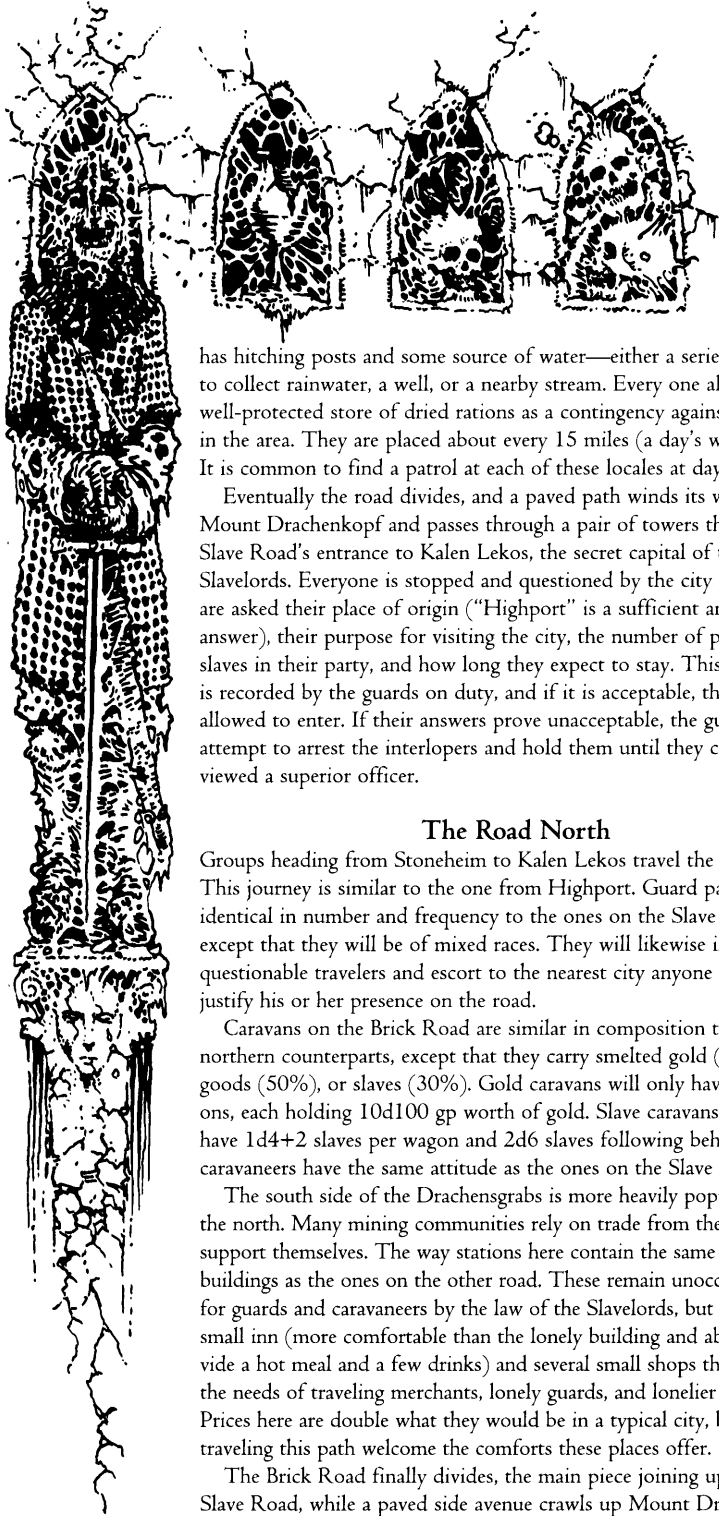 has hitching posts and some source of water—either a serie
to collect rainwater, a well, or a nearby stream. Every one al
well-protected store of dried rations as a contingency agains
in the area. They are placed about every 15 miles (a day's w
It is common to find a patrol at each of these locales at day
Eventually the road divides, and a paved path winds its w
Mount Drachenkopf and passes through a pair of towers th
Slave Road's entrance to Kalen Lekos, the secret capital of
Slavelords. Everyone is stopped and questioned by the city
are asked their place of origin (“Highport” is a sufficient an
answer), their purpose for visiting the city, the number of p
slaves in their party, and how long they expect to stay. This
is recorded by the guards on duty, and if it is acceptable, th
allowed to enter. If their answers prove unacceptable, the gu
attempt to arrest the interlopers and hold them until they c
viewed a superior officer.
The Road North
Groups heading from Stoneheim to Kalen Lekos travel the
This journey is similar to the one from Highport. Guard pa
identical in number and frequency to the ones on the Slave
except that they will be of mixed races. They will likewise i
questionable travelers and escort to the nearest city anyone
justify his or her presence on the road.
Caravans on the Brick Road are similar in composition t
northern counterparts, except that they carry smelted gold (
goods (50%), or slaves (30%). Gold caravans will only hav
ons, each holding 10d100 gp worth of gold. Slave caravans
have 1d4+2 slaves per wagon and 2d6 slaves following beh
caravaneers have the same attitude as the ones on the Slave
The south side of the Drachensgrabs is more heavily pop
the north. Many mining communities rely on trade from the
support themselves. The way stations here contain the same
buildings as the ones on the other road. These remain unocc
for guards and caravaneers by the law of the Slavelords, but
small inn (more comfortable than the lonely building and ab
vide a hot meal and a few drinks) and several small shops th
the needs of traveling merchants, lonely guards, and lonelier
Prices here are double what they would be in a typical city, b
traveling this path welcome the comforts these places offer.
The Brick Road finally divides, the main piece joining up
Slave Road, while a paved side avenue crawls up Mount Dr